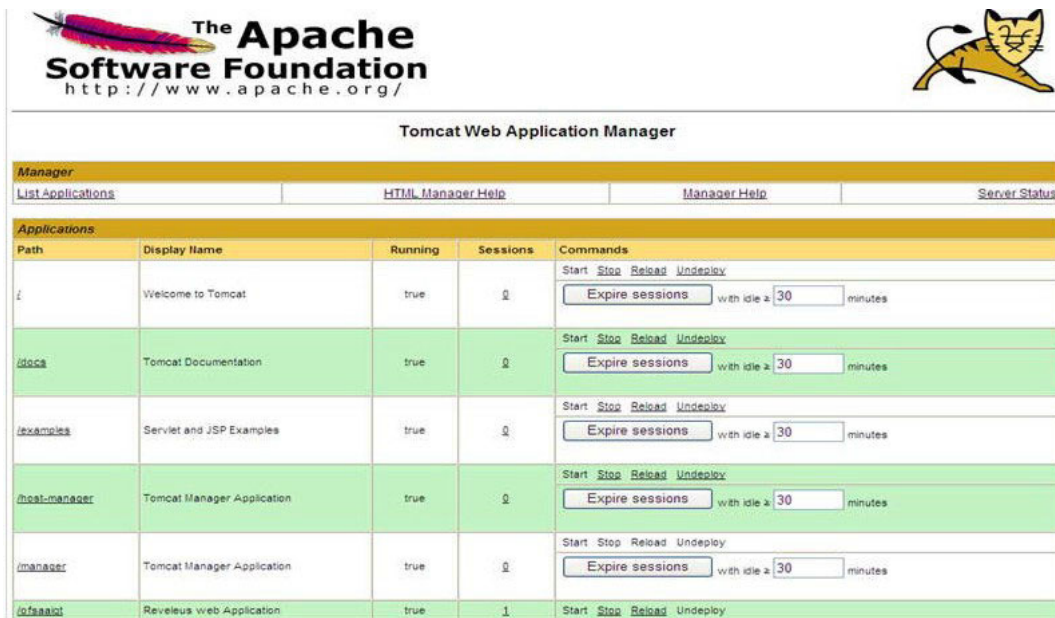 The Apache
Software Foundation
http://www.apache.org/
Tomcat Web Application Manager
Manager
List Applications HTML Manager Help Manager Help Server Status
Applications
Path Display Name Running Sessions Commands
Start Stop Reload Undeploy
/ Welcome to Tomcat true 0 Expire sessions with idle ≥ 30 minutes
Start Stop Reload Undeploy
/docs Tomcat Documentation true 0 Expire sessions with idle ≥ 30 minutes
Start Stop Reload Undeploy
/examples Servlet and JSP Examples true 0 Expire sessions with idle ≥ 30 minutes
Start Stop Reload Undeploy
/host-manager Tomcat Manager Application true 0 Expire sessions with idle ≥ 30 minutes
Start Stop Reload Undeploy
/manager Tomcat Manager Application true 0 Expire sessions with idle ≥ 30 minutes
Reveleus web Application true 1 Start Stop Reload Undeploy